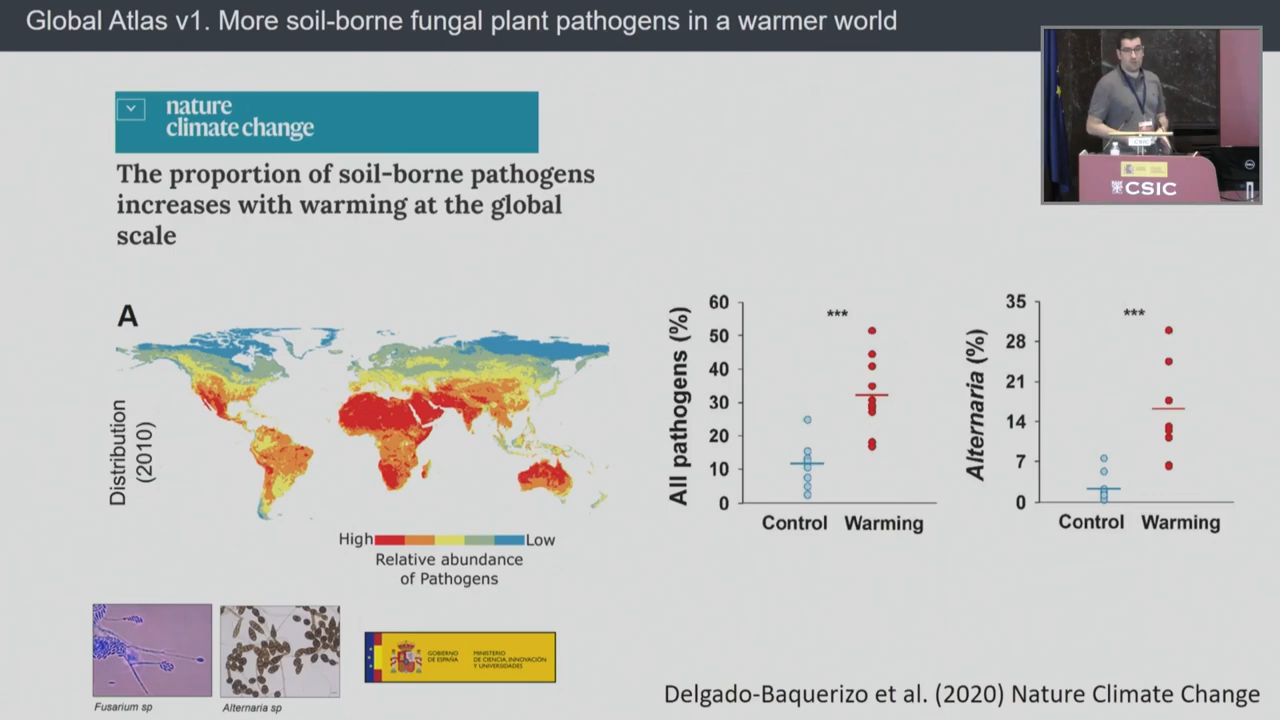 Global Atlas v1. More soil-borne fungal plant pathogens in a warmer world
nature
climate change
The proportion of soil-borne pathogens
increases with warming at the global
scale
A
Distribution
(2010)
High
Low
Relative abundance
of Pathogens
All pathogens (%)
60
50
40
30
20
10
0
***
Control
Warming
Alternaria (%)
35
28
21
14
7
0
***
Control
Warming
Fusarium sp
Alternaria sp
GOBIERNO
DE ESPAÑA
MINISTERIO
DE CIENCIA, INNOVACIÓN
Y UNIVERSIDADES
Delgado-Baquerizo et al. (2020) Nature Climate Change
CSIC
CSIC
DELL